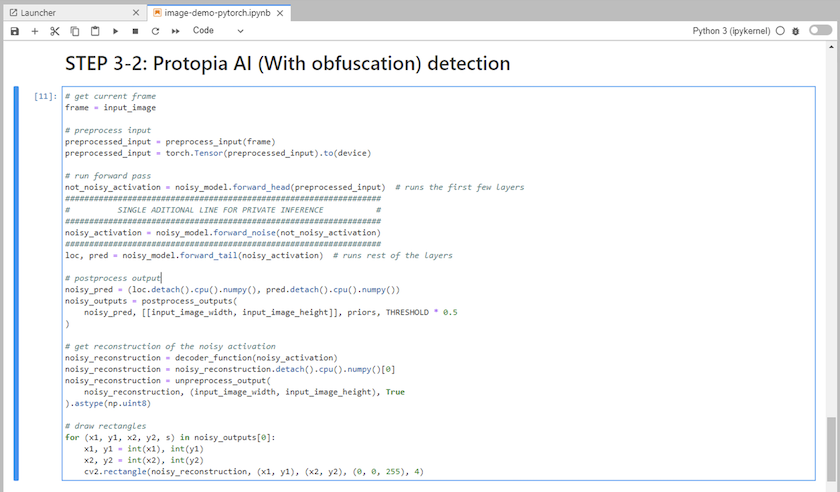 Launcher
image-demo-pytorch.ipynb
Code
Python 3 (ipykernel)
STEP 3-2: Protopia AI (With obfuscation) detection
[11]:
# get current frame
frame = input_image

# preprocess input
preprocessed_input = preprocess_input(frame)
preprocessed_input = torch.Tensor(preprocessed_input).to(device)

# run forward pass
not_noisy_activation = noisy_model.forward_head(preprocessed_input)  # runs the first few layers
##################################################################
#          SINGLE ADITIONAL LINE FOR PRIVATE INFERENCE           #
##################################################################
noisy_activation = noisy_model.forward_noise(not_noisy_activation)
##################################################################
loc, pred = noisy_model.forward_tail(noisy_activation)  # runs rest of the layers

# postprocess output
noisy_pred = (loc.detach().cpu().numpy(), pred.detach().cpu().numpy())
noisy_outputs = postprocess_outputs(
    noisy_pred, [[input_image_width, input_image_height]], priors, THRESHOLD * 0.5
)

# get reconstruction of the noisy activation
noisy_reconstruction = decoder_function(noisy_activation)
noisy_reconstruction = noisy_reconstruction.detach().cpu().numpy()[0]
noisy_reconstruction = unpreprocess_output(
    noisy_reconstruction, (input_image_width, input_image_height), True
).astype(np.uint8)

# draw rectangles
for (x1, y1, x2, y2, s) in noisy_outputs[0]:
    x1, y1 = int(x1), int(y1)
    x2, y2 = int(x2), int(y2)
    cv2.rectangle(noisy_reconstruction, (x1, y1), (x2, y2), (0, 0, 255), 4)